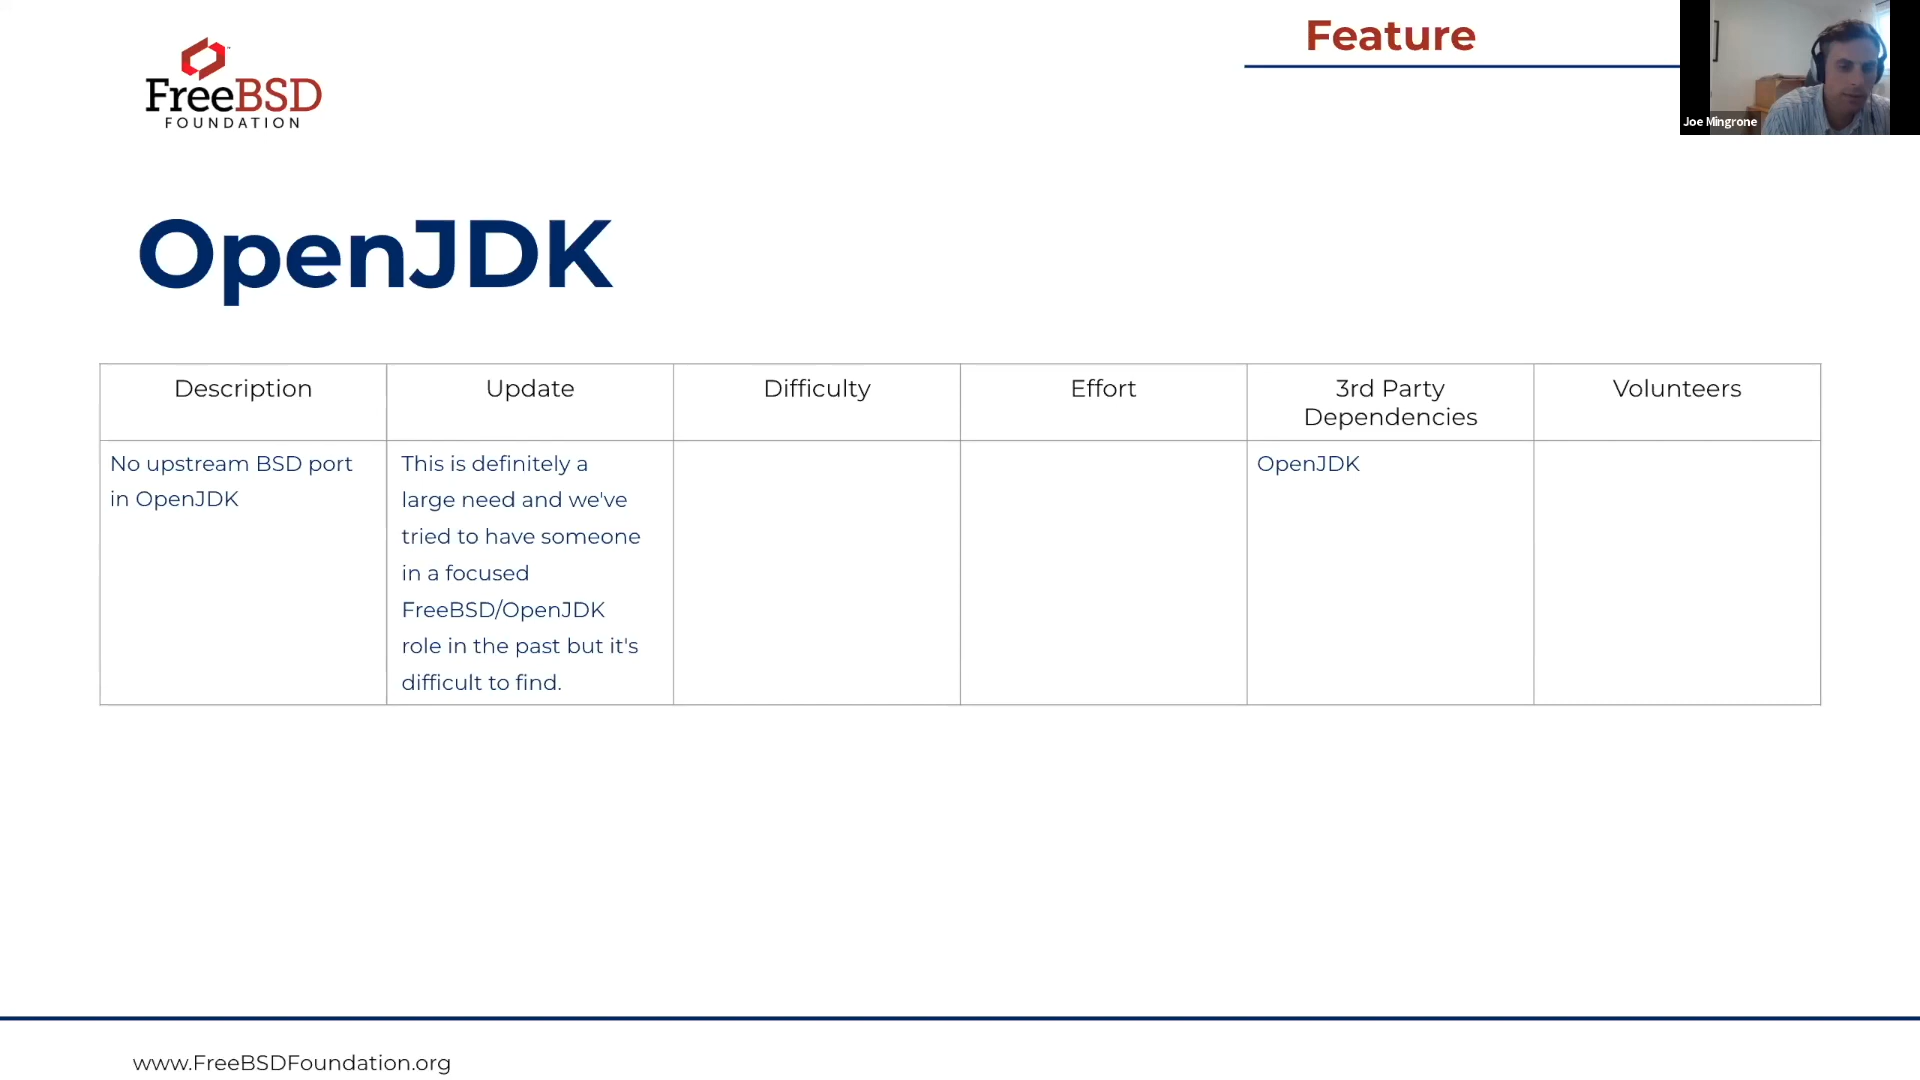 Feature
Joe Mingrone
FreeBSD
FOUNDATION
OpenJDK
Description
Update
Difficulty
Effort
3rd Party
Dependencies
Volunteers
No upstream BSD port
in OpenJDK
This is definitely a
large need and we've
tried to have someone
in a focused
FreeBSD/OpenJDK
role in the past but it's
difficult to find.
OpenJDK
www.FreeBSDFoundation.org